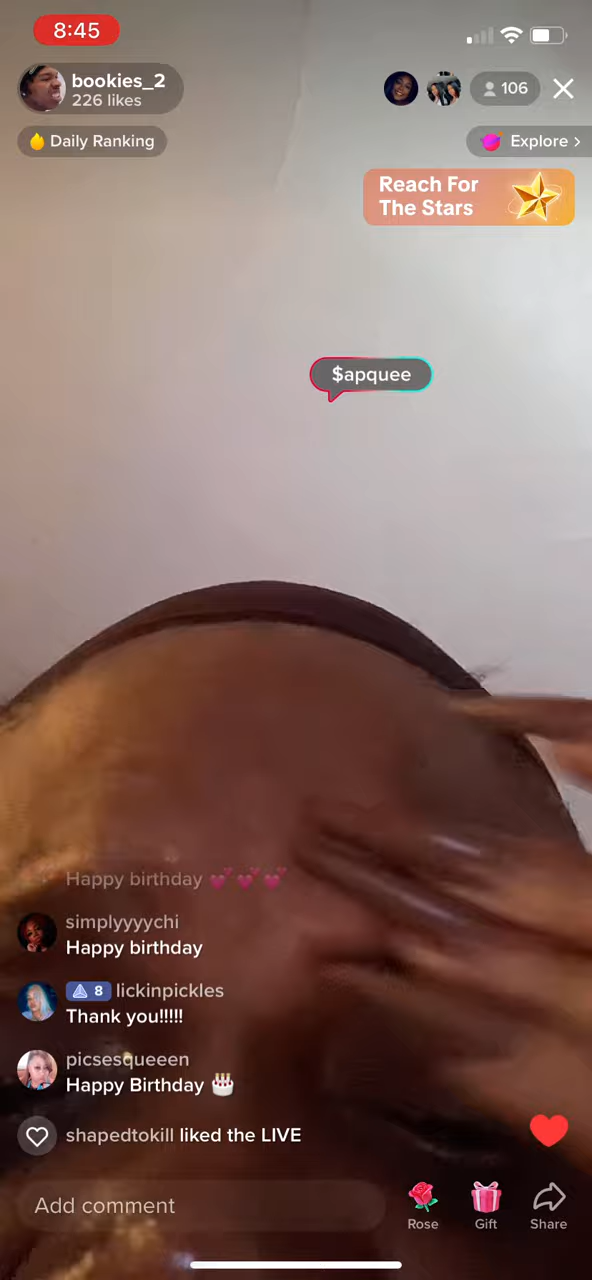 8:45
bookies_2
226 likes
106
Daily Ranking
Explore >
Reach For
The Stars
$apquee
Happy birthday 💕💕💕
simplyyyychi
Happy birthday
8 lickinpickles
Thank you!!!!!
picsesqueeen
Happy Birthday 🎂
shapedtokill liked the LIVE
Add comment
Rose
Gift
Share